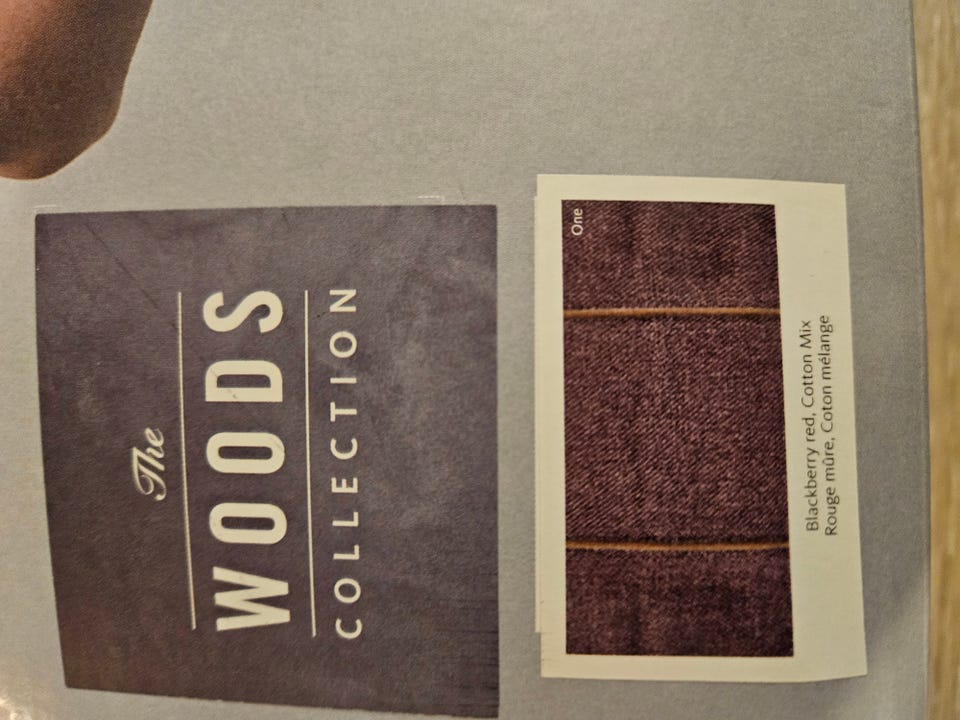 The
WOODS
COLLECTION
One
Blackberry red, Cotton Mix
Rouge mûre, Coton mélange